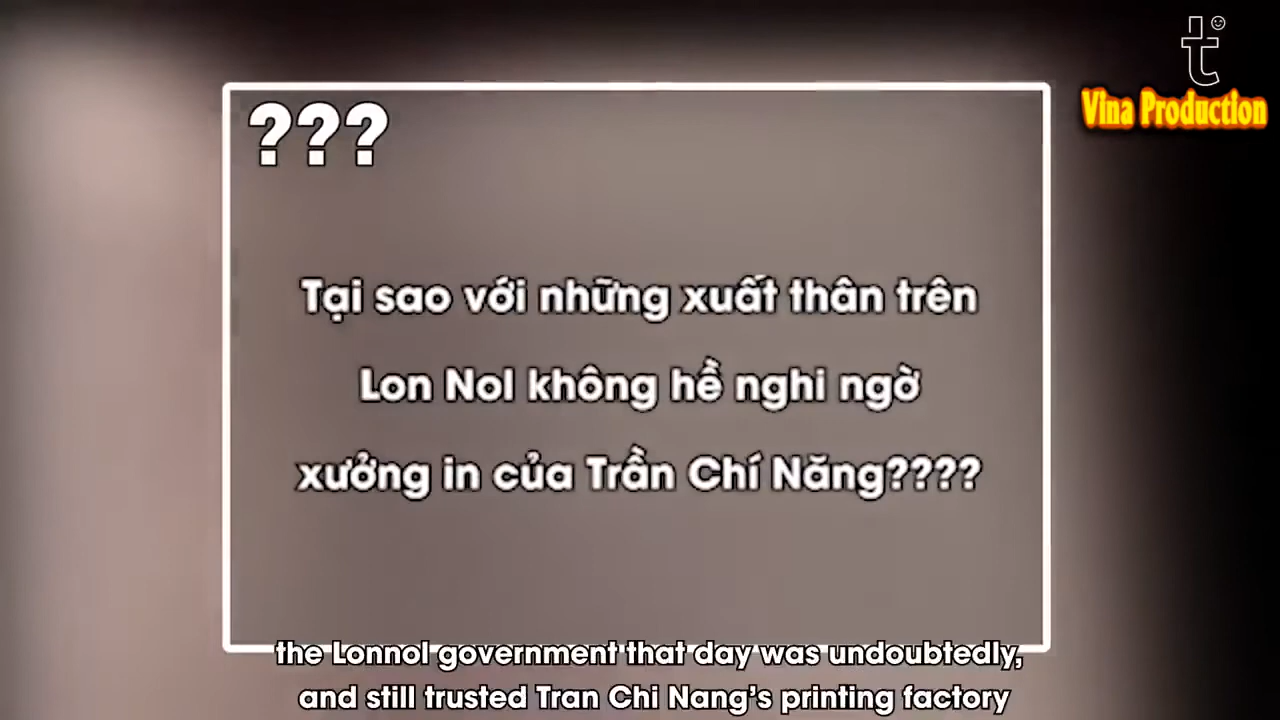 t
Vina Production
???
Tại sao với những xuất thân trên
Lon Nol không hề nghi ngờ
xưởng in của Trần Chí Năng????
the Lonnol government that day was undoubtedly,
and still trusted Tran Chi Nang's printing factory